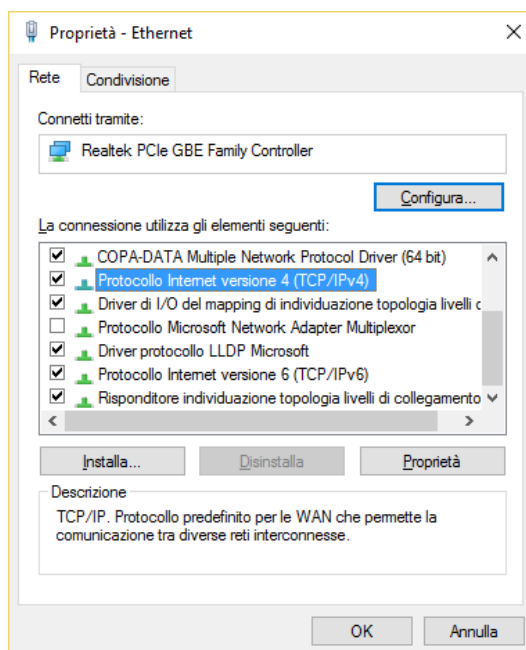 Proprietà - Ethernet
Rete
Condivisione
Connetti tramite:
Realtek PCIe GBE Family Controller
Configura...
La connessione utilizza gli elementi seguenti:
COPA-DATA Multiple Network Protocol Driver (64 bit)
Protocollo Internet versione 4 (TCP/IPv4)
Driver di I/O del mapping di individuazione topologia livelli
Protocollo Microsoft Network Adapter Multiplexor
Driver protocollo LLDP Microsoft
Protocollo Internet versione 6 (TCP/IPv6)
Risponditore individuazione topologia livelli di collegamento
Installa...
Disinstalla
Proprietà
Descrizione
TCP/IP. Protocollo predefinito per le WAN che permette la
comunicazione tra diverse reti interconnesse.
OK
Annulla